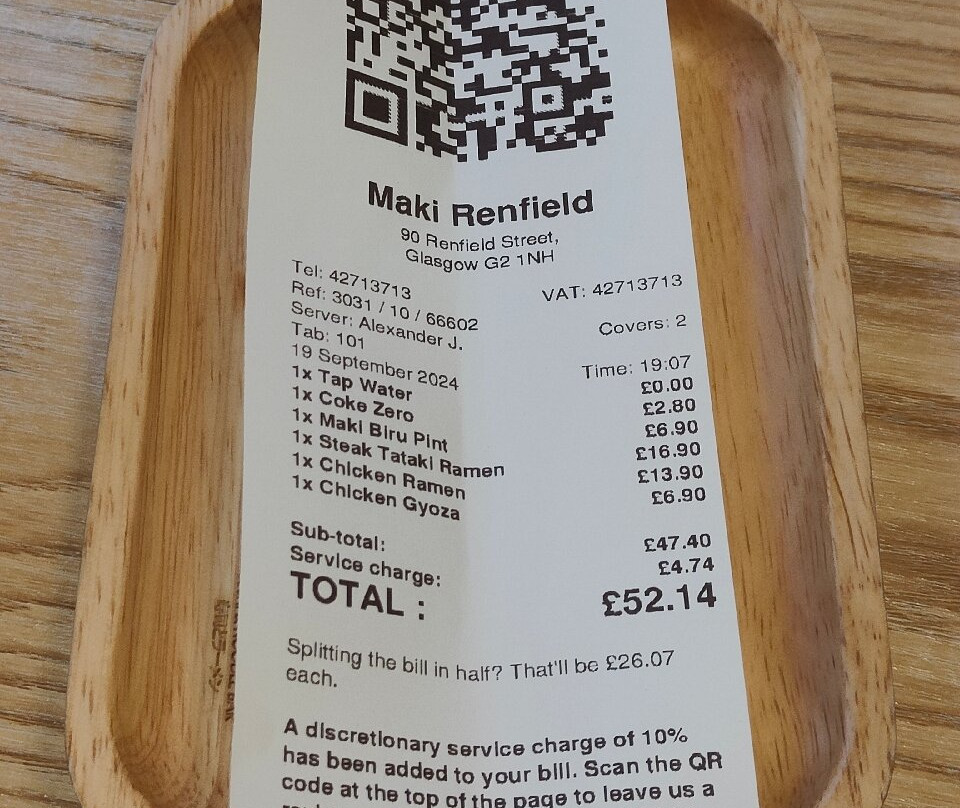 Maki Renfield
90 Renfield Street,
Glasgow G2 1NH
Tel: 42713713 VAT: 42713713
Ref: 3031 / 10 / 66602
Server: Alexander J. Covers: 2
Tab: 101
19 September 2024 Time: 19:07
1x Tap Water £0.00
1x Coke Zero £2.80
1x Maki Biru Pint £6.90
1x Steak Tataki Ramen £16.90
1x Chicken Ramen £13.90
1x Chicken Gyoza £6.90
Sub-total: £47.40
Service charge: £4.74
TOTAL : £52.14
Splitting the bill in half? That'll be £26.07
each.
A discretionary service charge of 10%
has been added to your bill. Scan the QR
code at the top of the page to leave us a